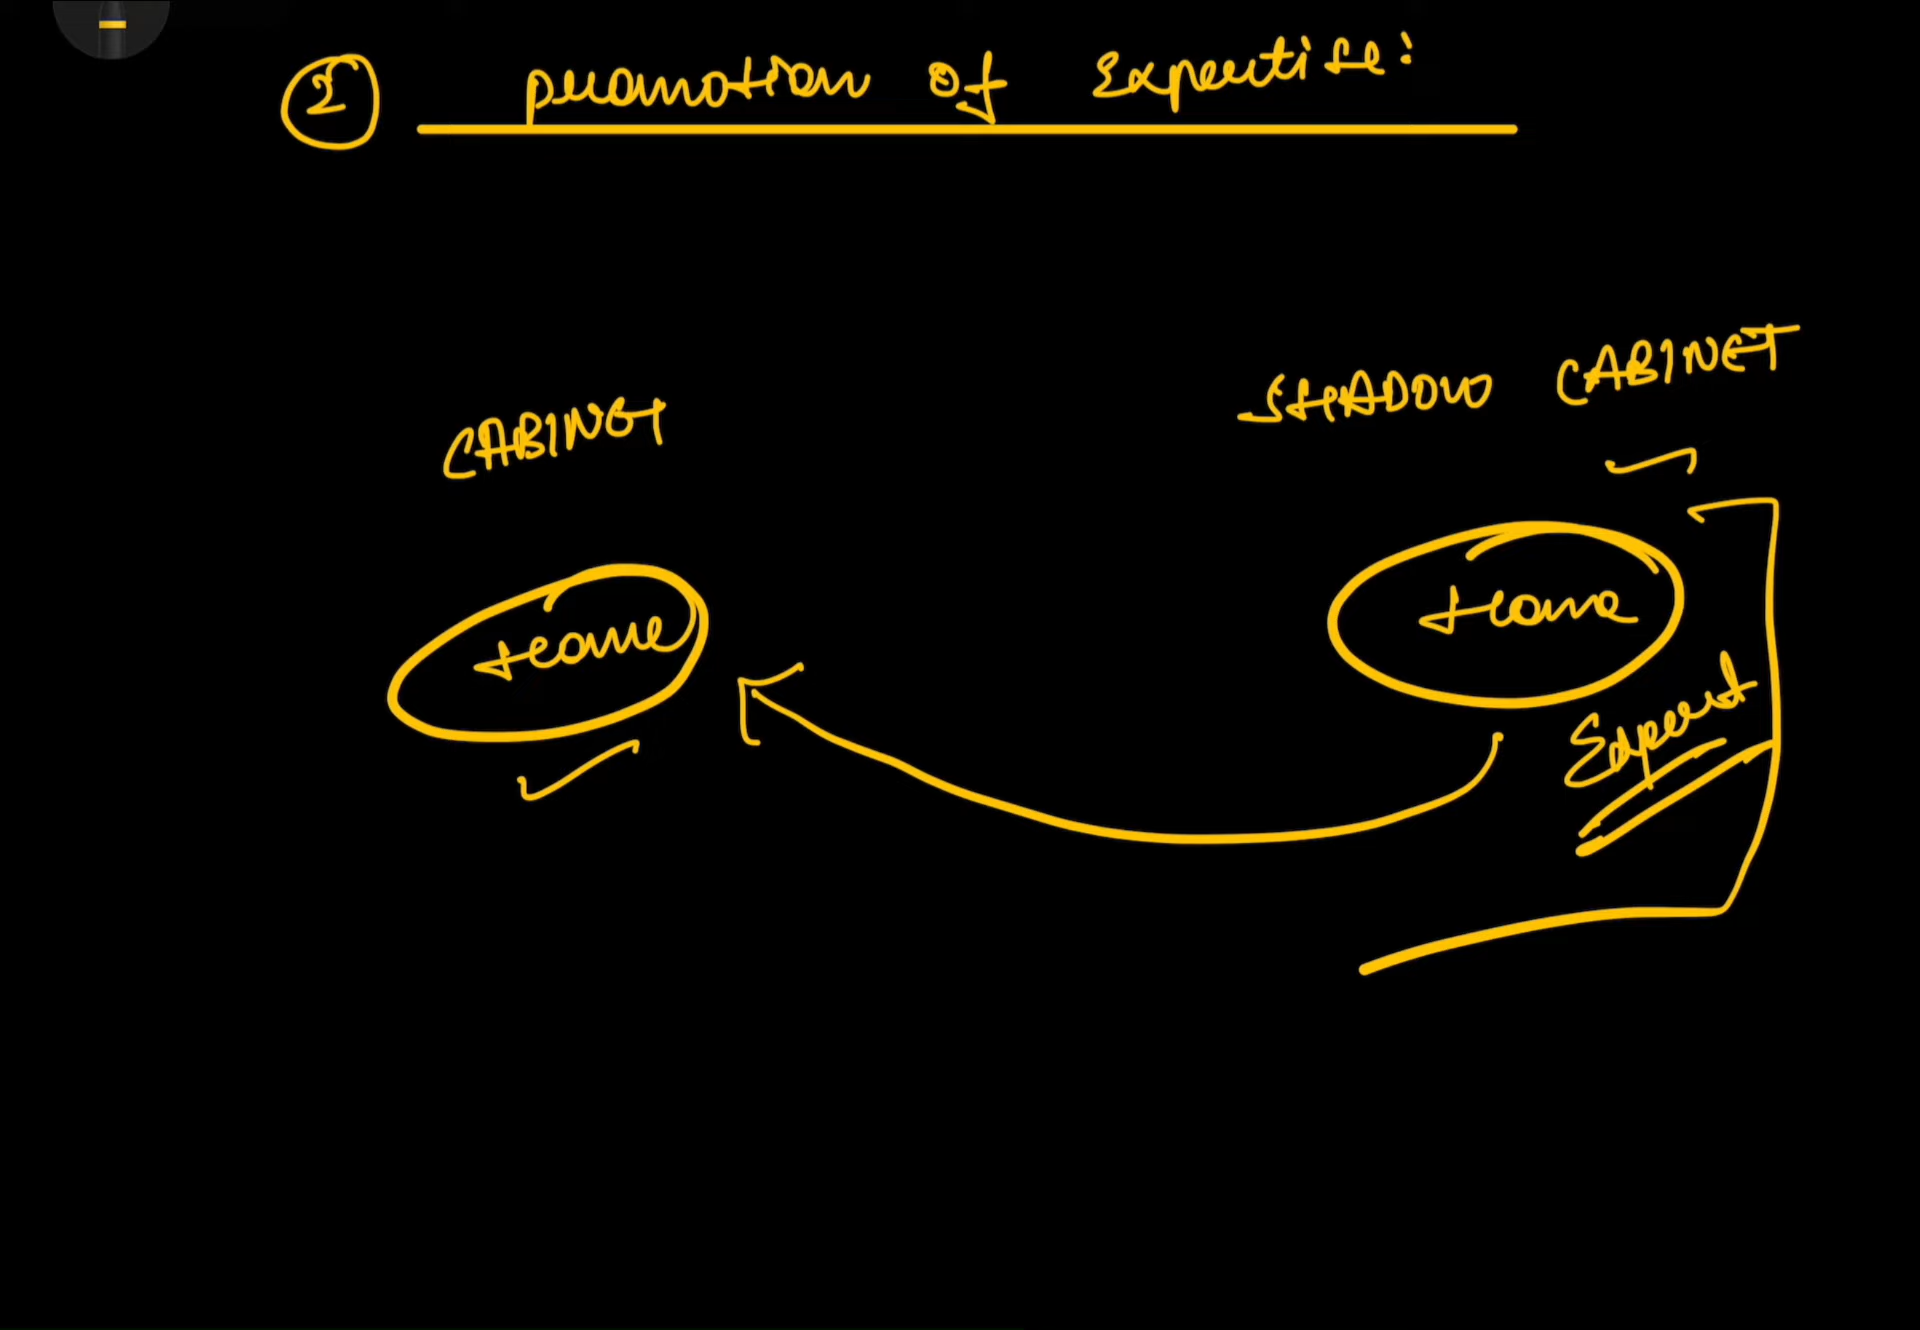 2 promotion of Expertise:
SHADOW CABINET
CABINET
Home
Home
Expert